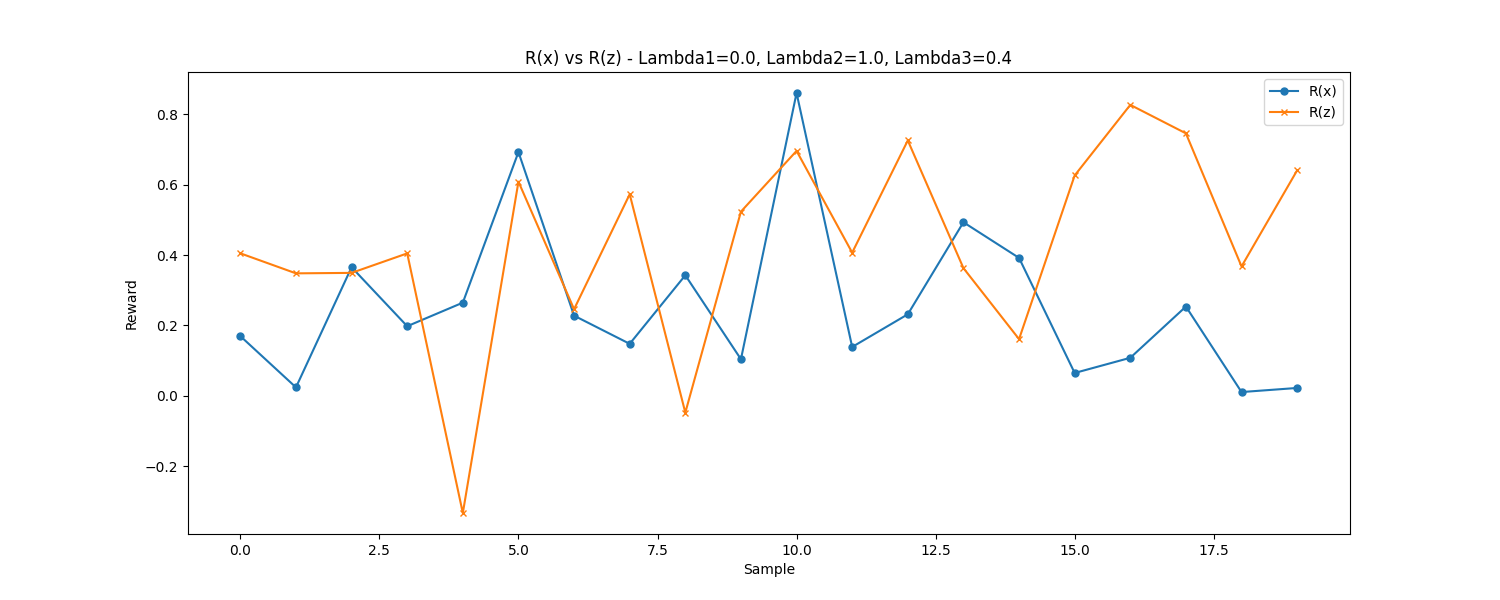 R(x) vs R(z) - Lambda1=0.0, Lambda2=1.0, Lambda3=0.4
R(x)
R(z)
Reward
0.8
0.6
0.4
0.2
0.0
−0.2
0.0 2.5 5.0 7.5 10.0 12.5 15.0 17.5
Sample